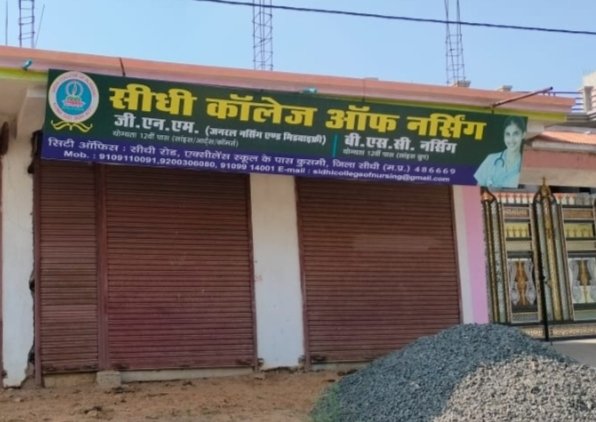 सीधी कॉलेज ऑफ नर्सिंग
जी.एन.एम. (जनरल नर्सिंग एण्ड मिडवाइफ्री)
योग्यता 12वीं पास (साइंस/आर्ट्स/कॉमर्स)
बी.एस.सी. नर्सिंग
योग्यता 12वीं पास (साइंस ग्रुप)
सिटी ऑफिस : सीधी रोड, एक्सीलेंस स्कूल के पास कुसमी, जिला सीधी (म.प्र.) 486669
Mob. : 9109110091,9200306080, 91099 14001 E-mail : sidhicollegeofnursing@gmail.com